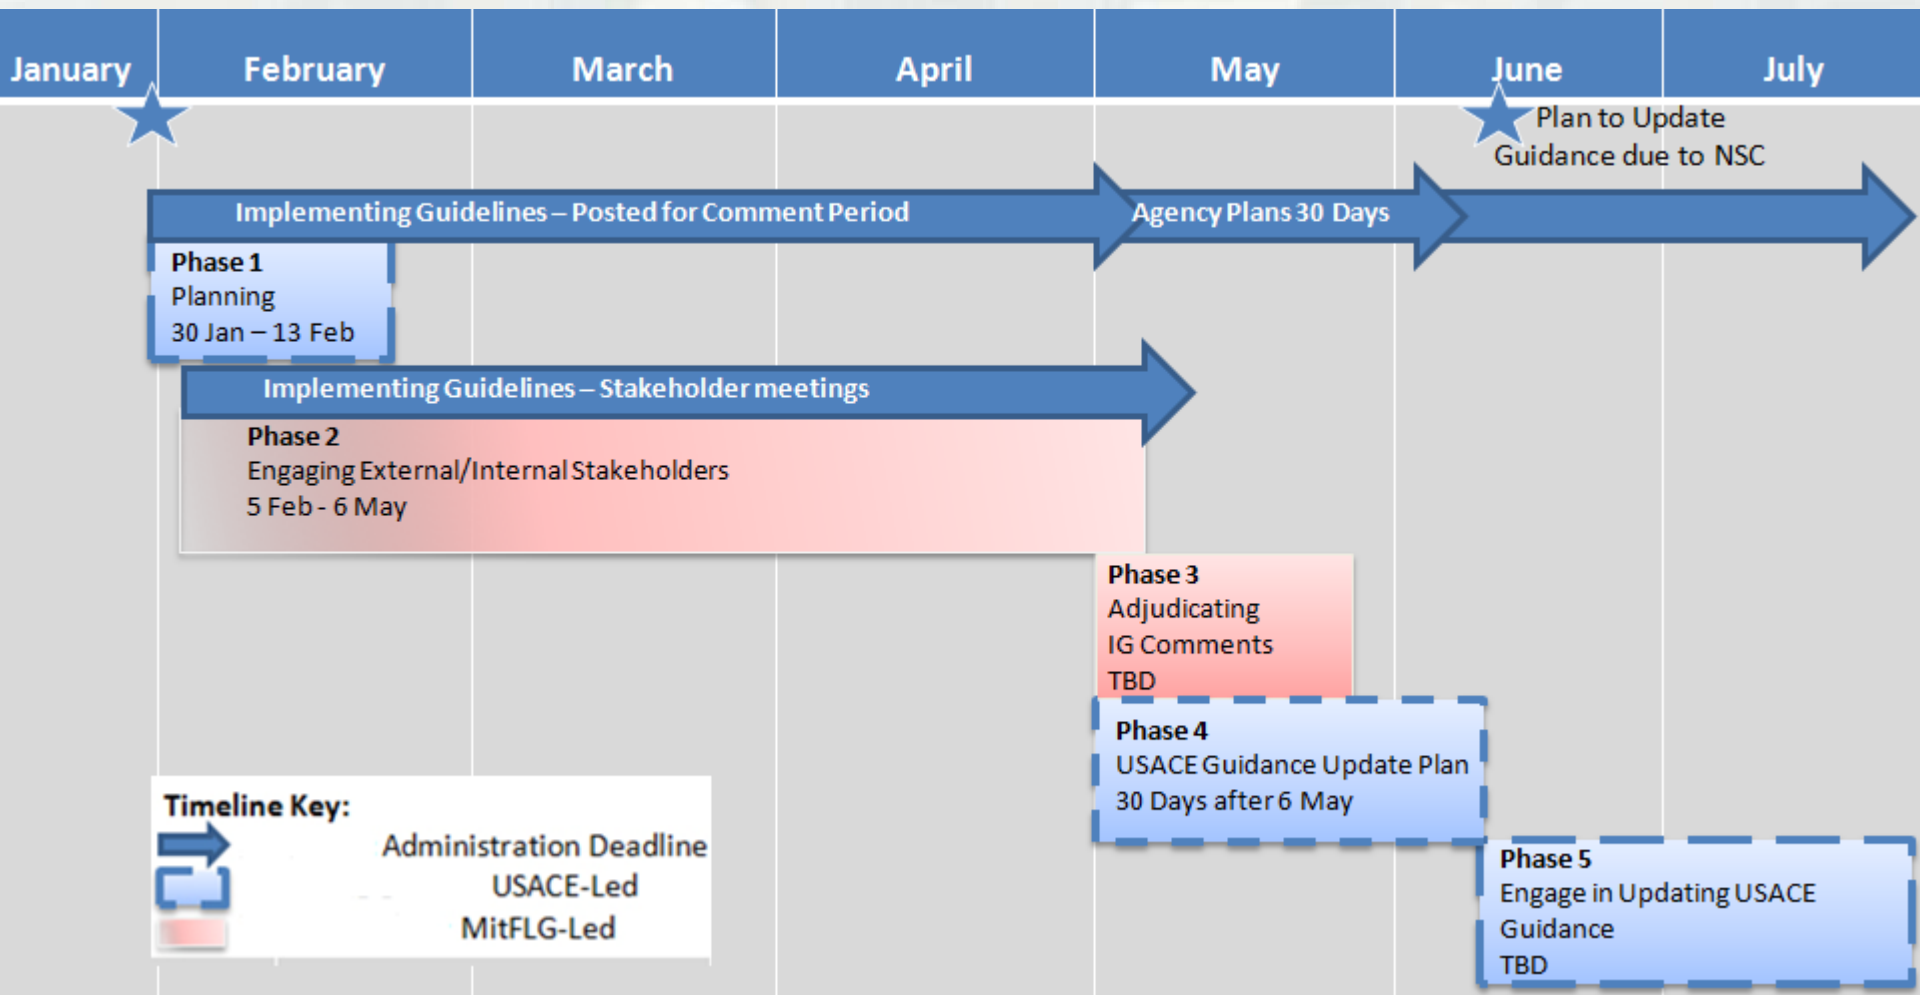 January February March April May June July
Plan to Update
Guidance due to NSC
Implementing Guidelines – Posted for Comment Period
Agency Plans 30 Days
Phase 1
Planning
30 Jan – 13 Feb
Implementing Guidelines – Stakeholder meetings
Phase 2
Engaging External/Internal Stakeholders
5 Feb - 6 May
Phase 3
Adjudicating
IG Comments
TBD
Phase 4
USACE Guidance Update Plan
30 Days after 6 May
Phase 5
Engage in Updating USACE
Guidance
TBD
Timeline Key:
Administration Deadline
USACE-Led
MitFLG-Led